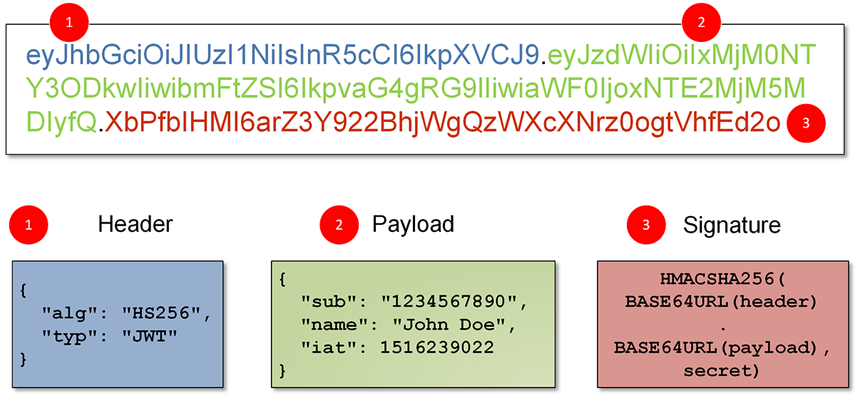 1 2
eyJhbGciOiJIUzI1NiIsInR5cCI6IkpXVCJ9.eyJzdWIiOiIxMjM0NT
Y3ODkwIiwibmFtZSI6IkpvaG4gRG9lIiwiaWF0IjoxNTE2MjM5M
DIyfQ.XbPfbIHMI6arZ3Y922BhjWgQzWXcXNrz0ogtVhfEd2o 3
1 Header
{
"alg": "HS256",
"typ": "JWT"
}
2 Payload
{
"sub": "1234567890",
"name": "John Doe",
"iat": 1516239022
}
3 Signature
HMACSHA256(
BASE64URL(header)
.
BASE64URL(payload),
secret)